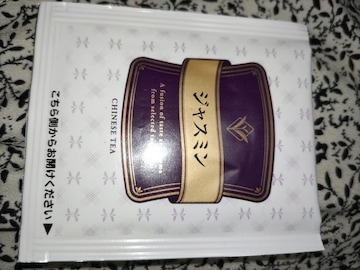 ジャスミン
A fusion of taste
from selected
CHINESE TEA
こちら側からお開けください▶